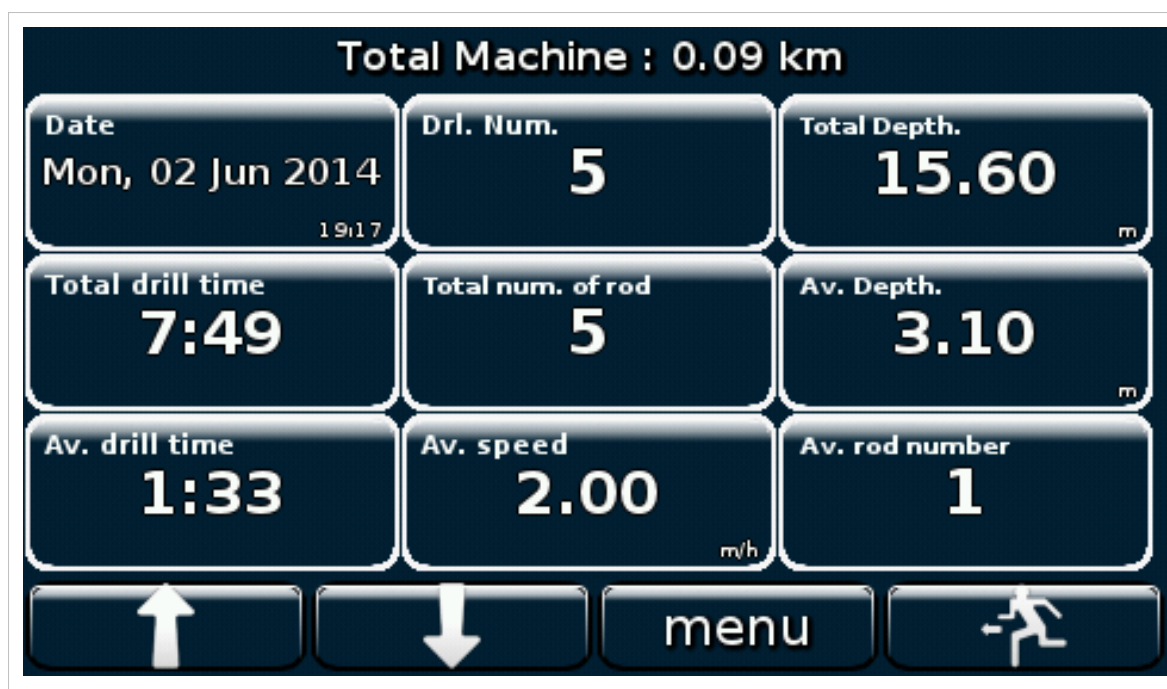 Total Machine : 0.09 km
Date
Mon, 02 Jun 2014
19:17
Drl. Num.
5
Total Depth.
15.60
m
Total drill time
7:49
Total num. of rod
5
Av. Depth.
3.10
m
Av. drill time
1:33
Av. speed
2.00
m/h
Av. rod number
1
menu